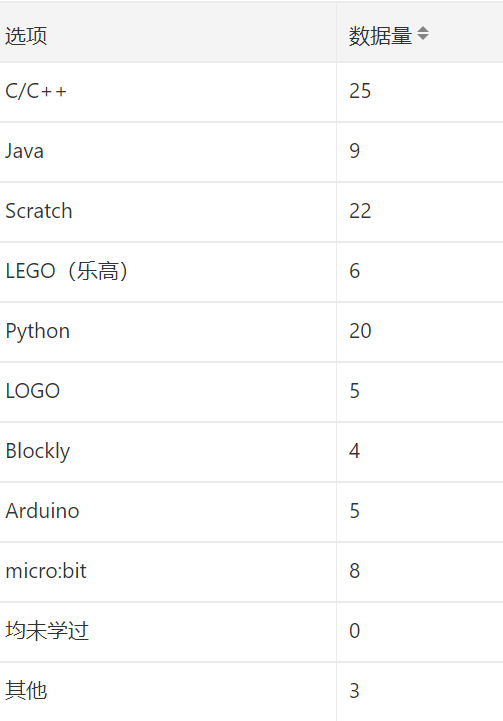 选项 数据量
C/C++ 25
Java 9
Scratch 22
LEGO（乐高） 6
Python 20
LOGO 5
Blockly 4
Arduino 5
micro:bit 8
均未学过 0
其他 3